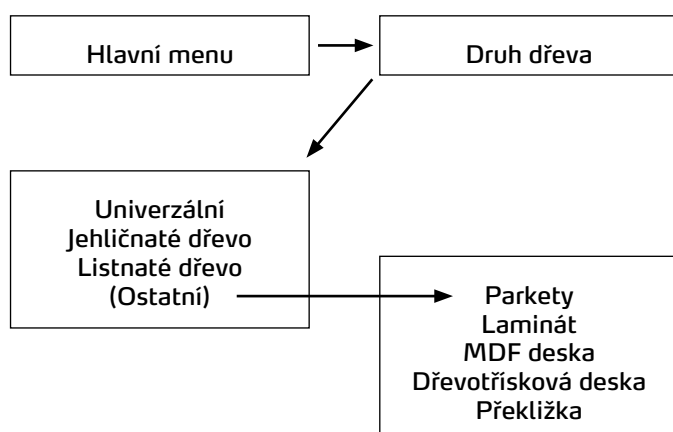 Hlavní menu
Druh dřeva
Univerzální
Jehličnaté dřevo
Listnaté dřevo
(Ostatní)
Parkety
Laminát
MDF deska
Dřevotřísková deska
Překližka